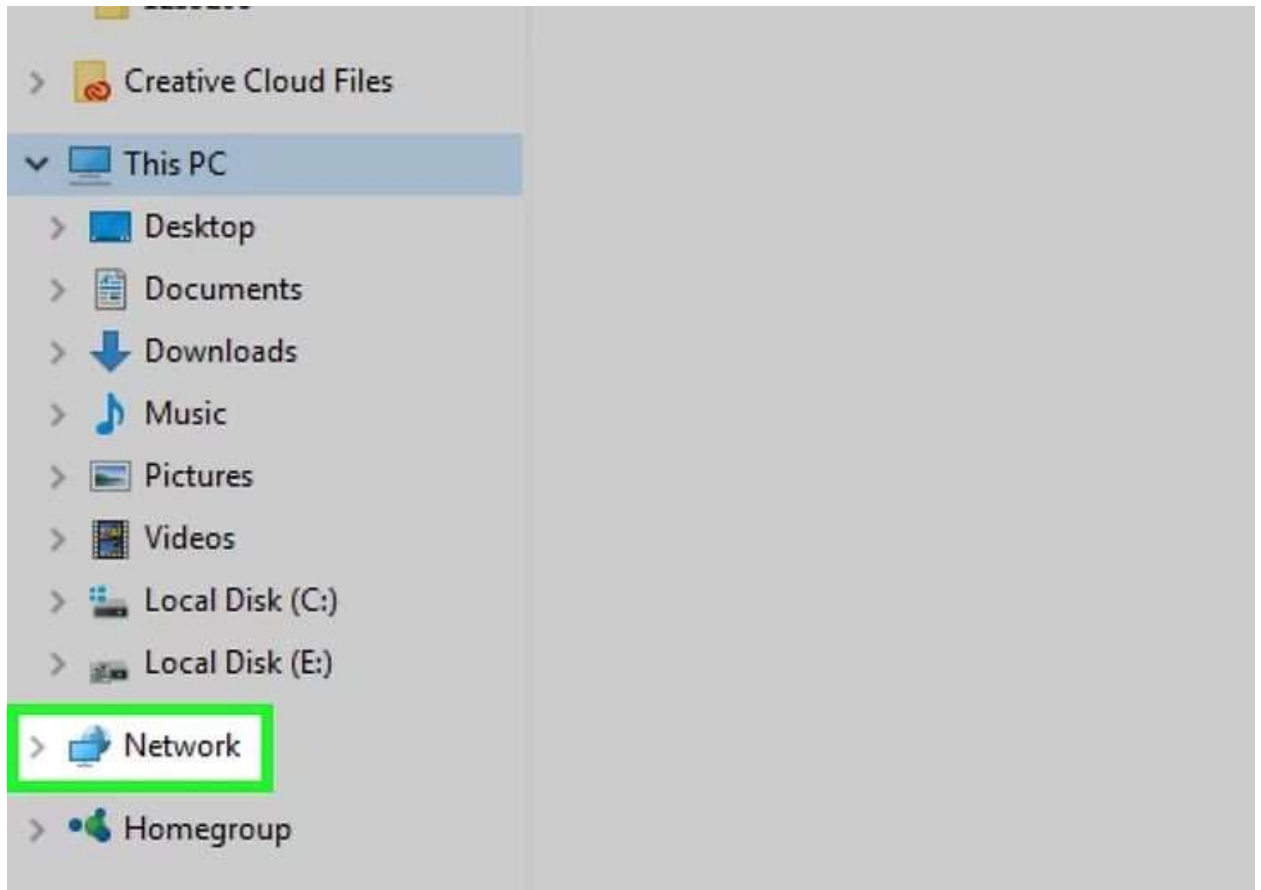 Creative Cloud Files
This PC
Desktop
Documents
Downloads
Music
Pictures
Videos
Local Disk (C:)
Local Disk (E:)
Network
Homegroup